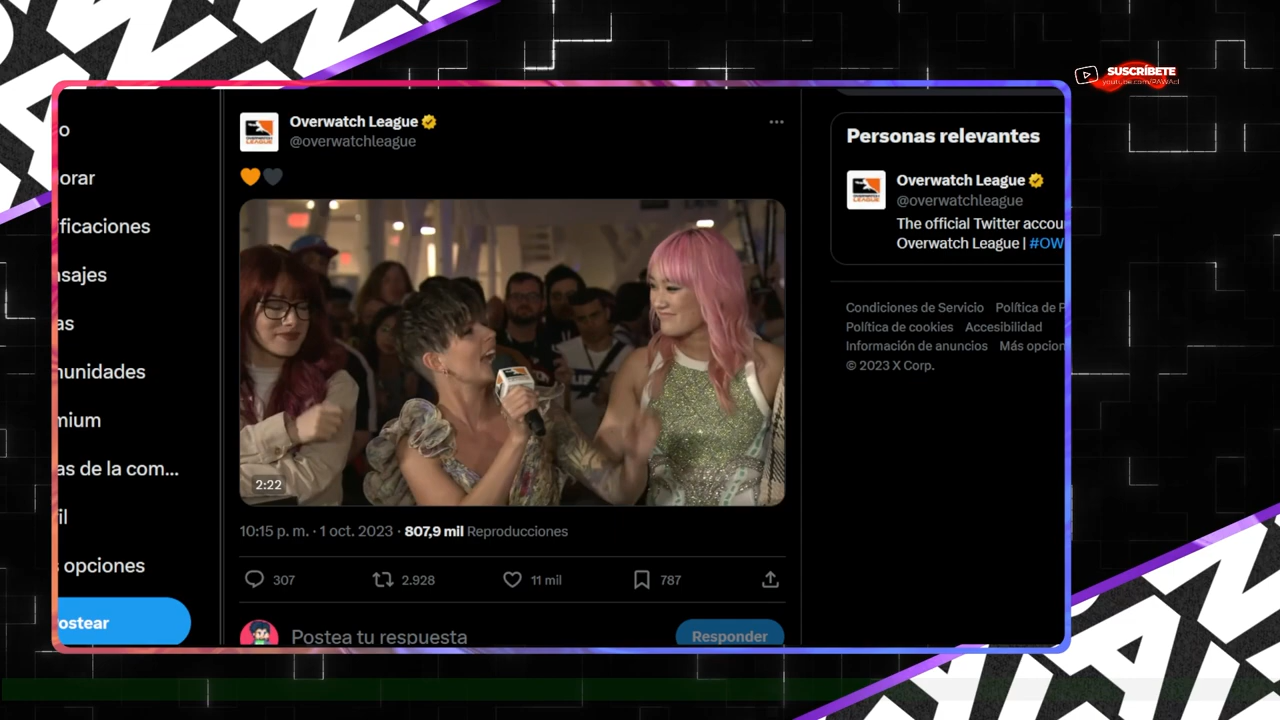 SUSCRÍBETE
youtube.com/PAWAcl
o
orar
ficaciones
nsajes
as
nunidades
mium
as de la com...
il
s opciones
ostear
Overwatch League
@overwatchleague
🧡🖤
2:22
10:15 p. m. · 1 oct. 2023 · 807,9 mil Reproducciones
307 2.928 11 mil 787
Postea tu respuesta
Responder
Personas relevantes
Overwatch League
@overwatchleague
The official Twitter accou
Overwatch League | #OW
Condiciones de Servicio Política de P
Política de cookies Accesibilidad
Información de anuncios Más opcion
© 2023 X Corp.